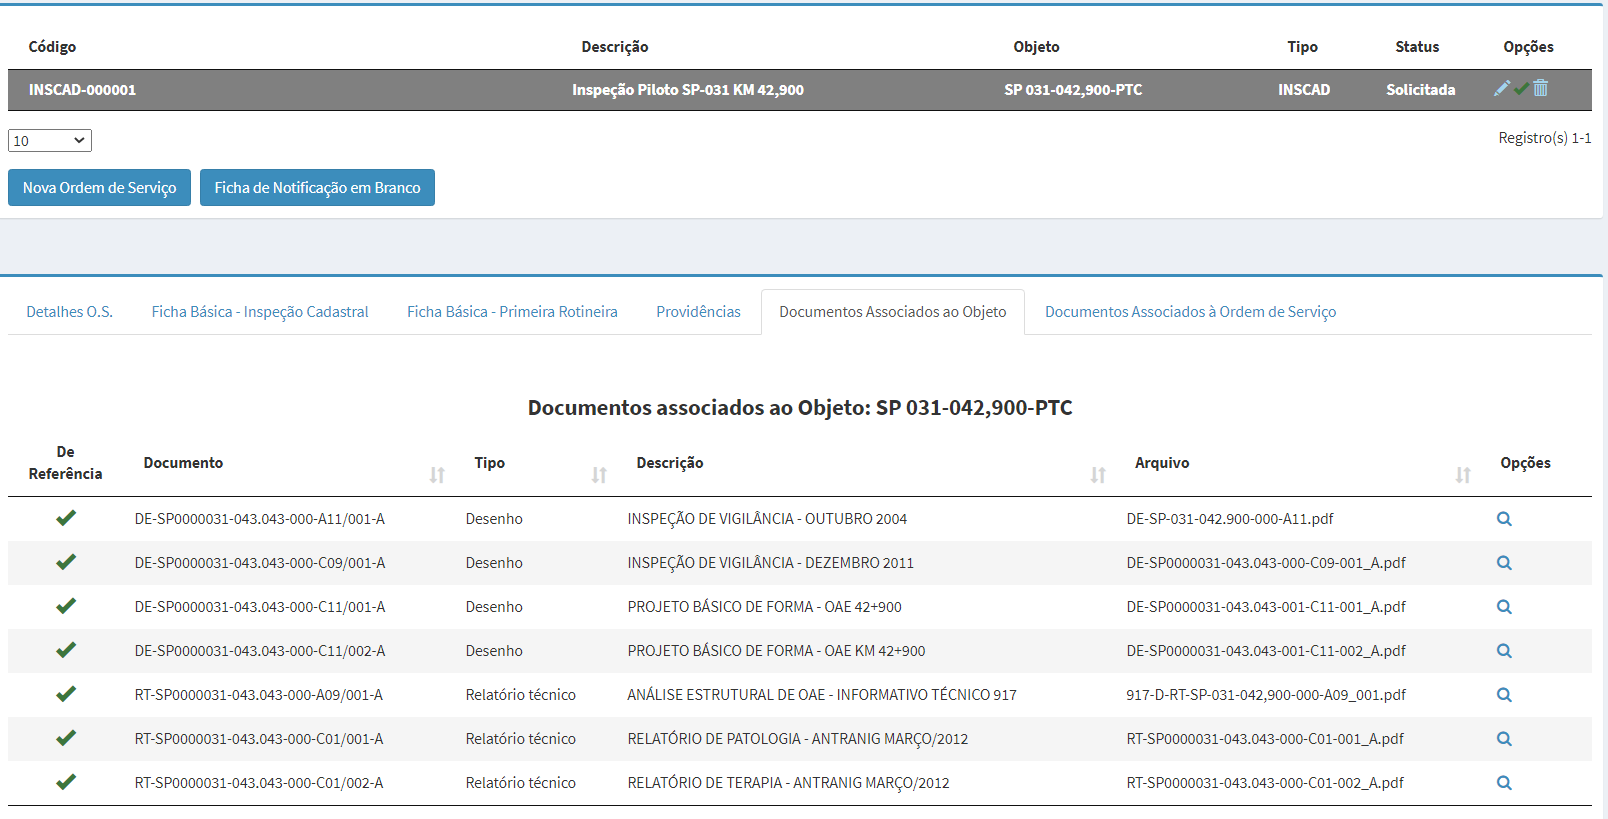 Código Descrição Objeto Tipo Status Opções
INSCAD-000001 Inspeção Piloto SP-031 KM 42,900 SP 031-042,900-PTC INSCAD Solicitada
10 Registro(s) 1-1
Nova Ordem de Serviço Ficha de Notificação em Branco
Detalhes O.S. Ficha Básica - Inspeção Cadastral Ficha Básica - Primeira Rotineira Providências Documentos Associados ao Objeto Documentos Associados à Ordem de Serviço
Documentos associados ao Objeto: SP 031-042,900-PTC
De Referência Documento Tipo Descrição Arquivo Opções
DE-SP0000031-043.043-000-A11/001-A Desenho INSPEÇÃO DE VIGILÂNCIA - OUTUBRO 2004 DE-SP-031-042.900-000-A11.pdf
DE-SP0000031-043.043-000-C09/001-A Desenho INSPEÇÃO DE VIGILÂNCIA - DEZEMBRO 2011 DE-SP0000031-043.043-000-C09-001_A.pdf
DE-SP0000031-043.043-000-C11/001-A Desenho PROJETO BÁSICO DE FORMA - OAE 42+900 DE-SP0000031-043.043-001-C11-001_A.pdf
DE-SP0000031-043.043-000-C11/002-A Desenho PROJETO BÁSICO DE FORMA - OAE KM 42+900 DE-SP0000031-043.043-001-C11-002_A.pdf
RT-SP0000031-043.043-000-A09/001-A Relatório técnico ANÁLISE ESTRUTURAL DE OAE - INFORMATIVO TÉCNICO 917 917-D-RT-SP-031-042,900-000-A09_001.pdf
RT-SP0000031-043.043-000-C01/001-A Relatório técnico RELATÓRIO DE PATOLOGIA - ANTRANIG MARÇO/2012 RT-SP0000031-043.043-000-C01-001_A.pdf
RT-SP0000031-043.043-000-C01/002-A Relatório técnico RELATÓRIO DE TERAPIA - ANTRANIG MARÇO/2012 RT-SP0000031-043.043-000-C01-002_A.pdf